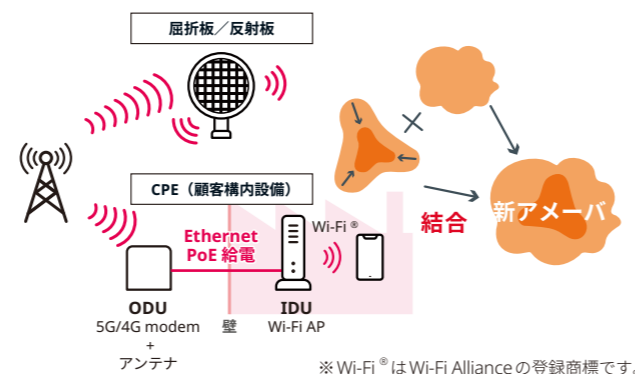 屈折板／反射板
CPE（顧客構内設備）
Ethernet
PoE 給電
Wi-Fi ®
ODU
5G/4G modem
+
アンテナ
壁
IDU
Wi-Fi AP
結合
新アメーバ
※Wi-Fi ® はWi-Fi Allianceの登録商標です。